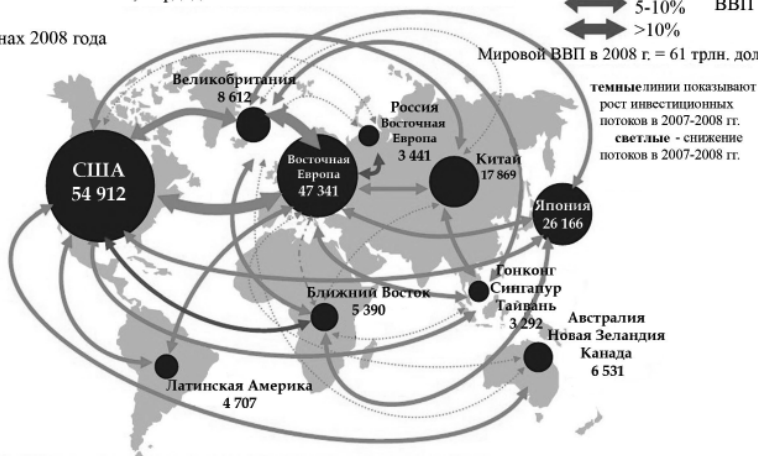 5-10%
ВВП
>10%
нах 2008 года
Мировой ВВП в 2008 г. = 61 трлн. дол
темные линии показывают
рост инвестиционных
потоков в 2007-2008 гг.
светлые - снижение
потоков в 2007-2008 гг.
Великобритания
8 612
Россия
Восточная
Европа
3 441
США
54 912
Восточная
Европа
47 341
Китай
17 869
Япония
26 166
Гонконг
Сингапур
Тайвань
3 292
Ближний Восток
5 390
Австралия
Новая Зеландия
Канада
6 531
Латинская Америка
4 707